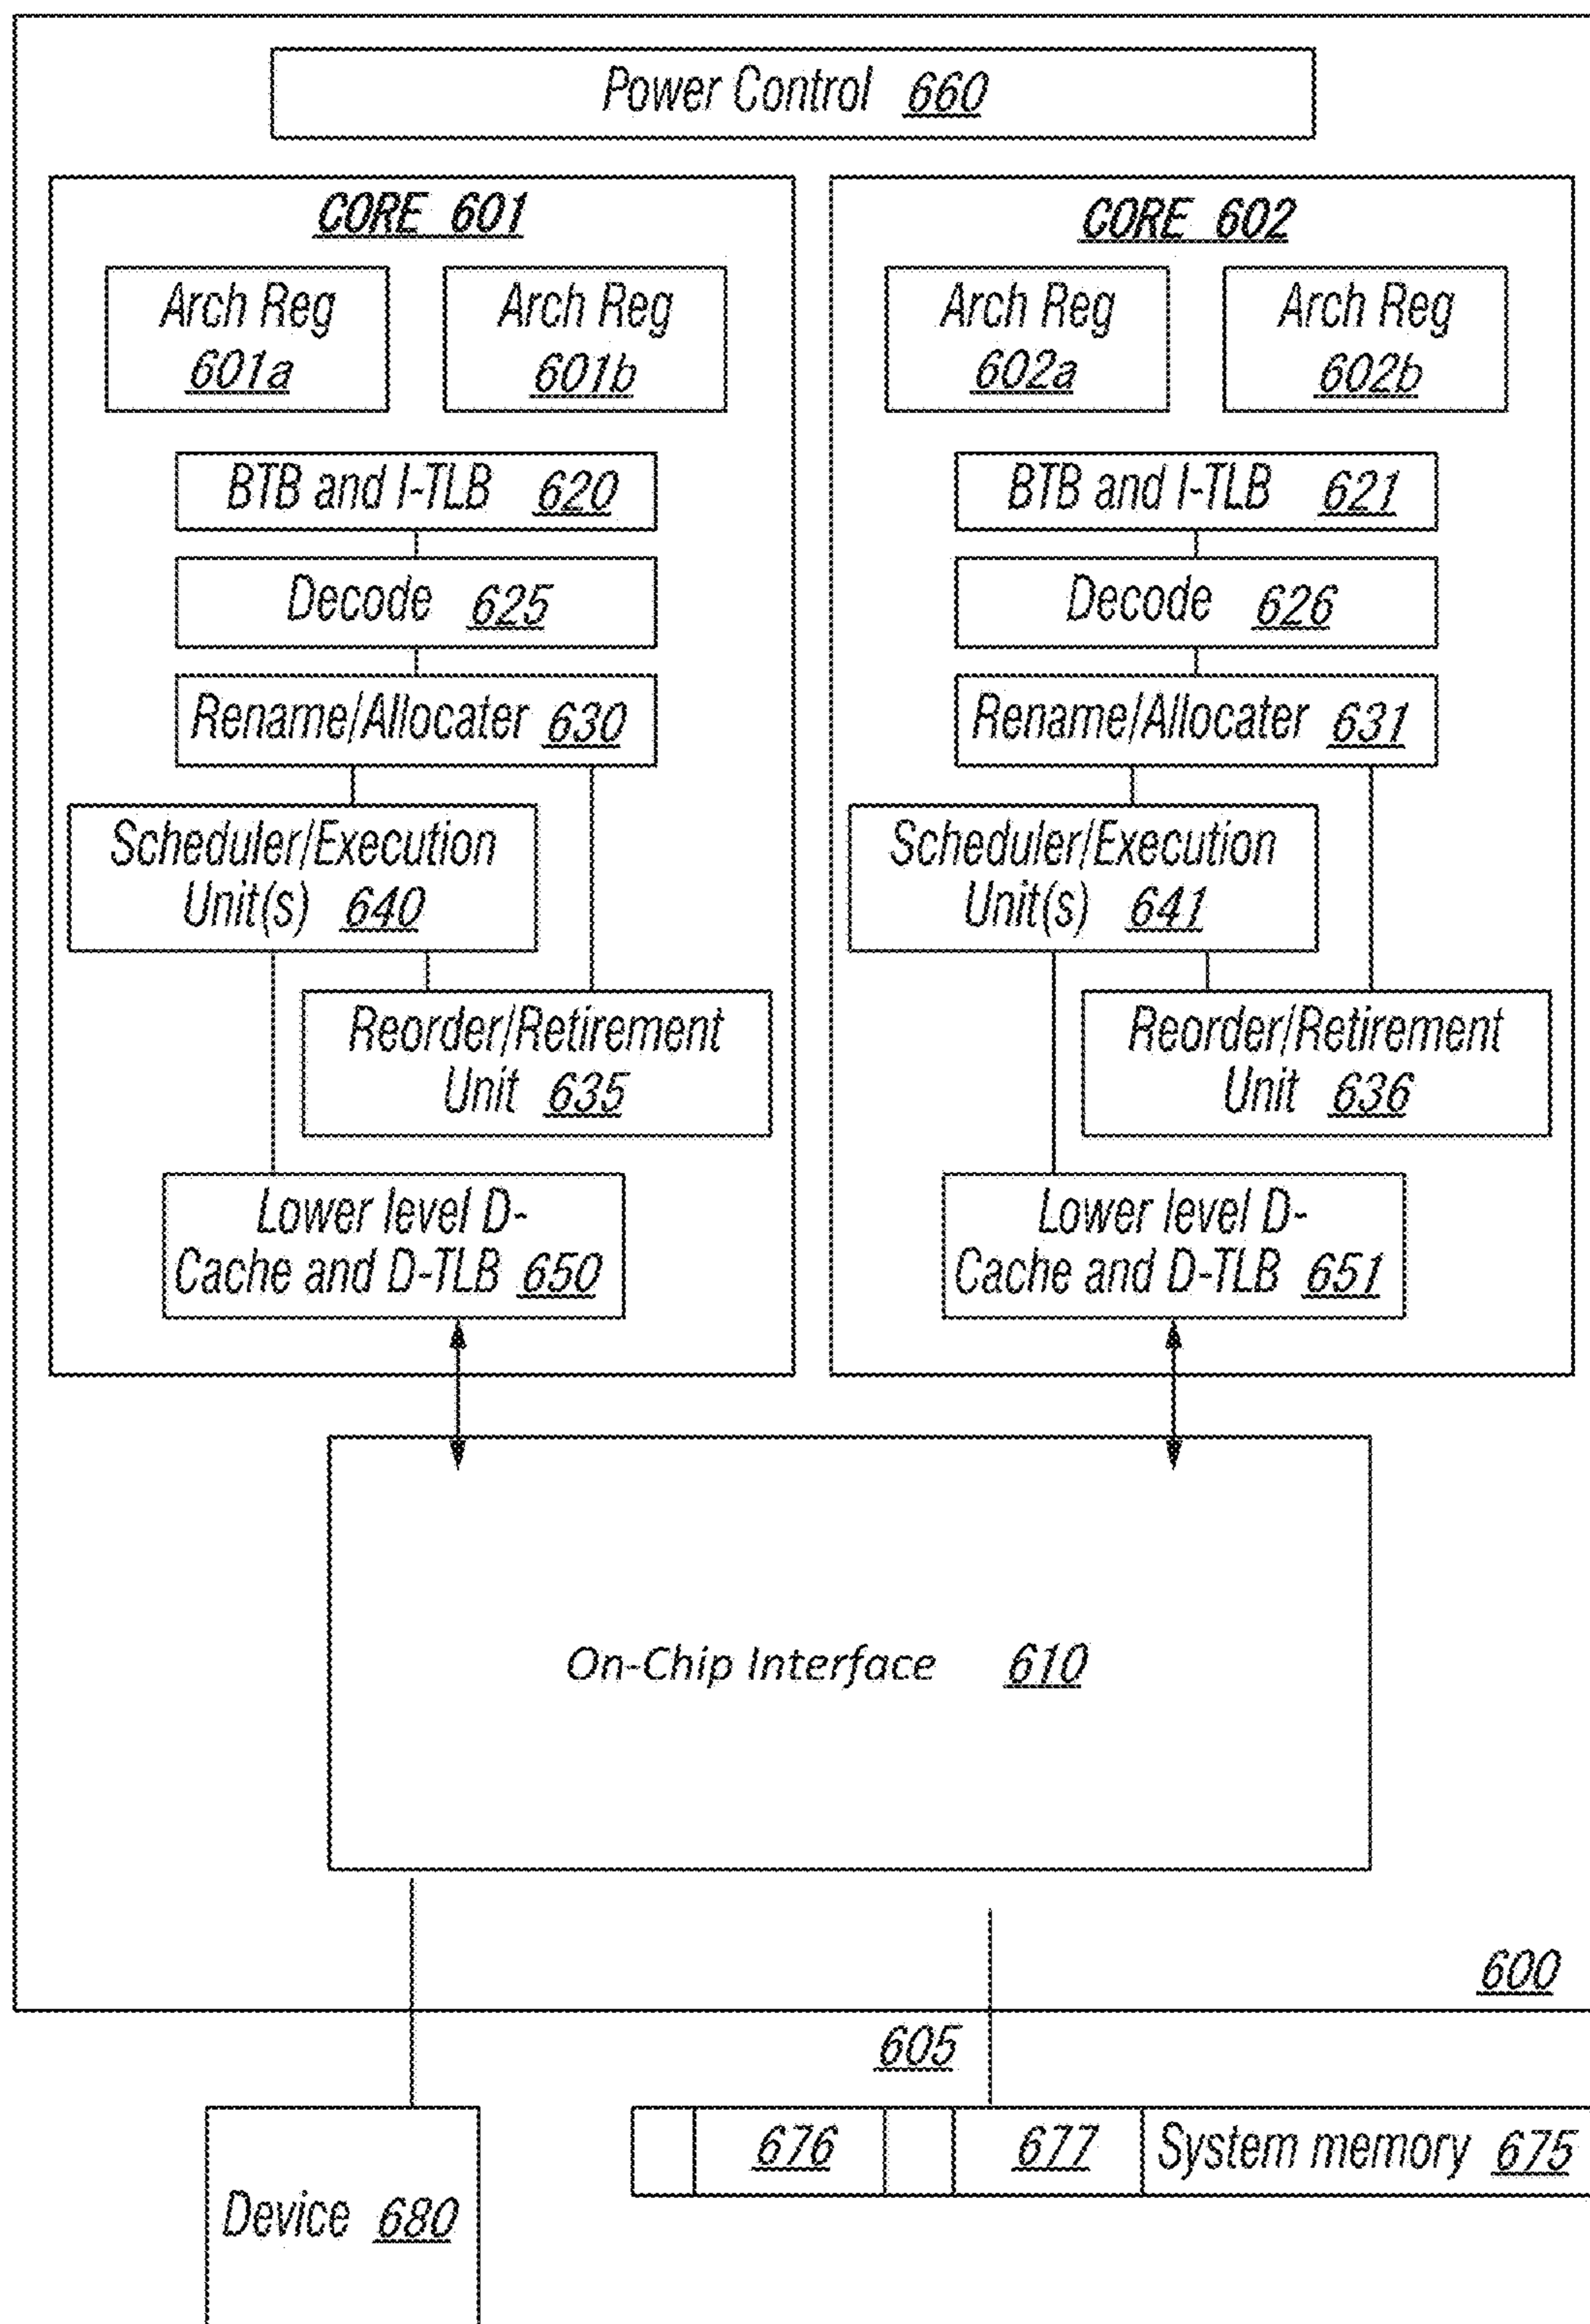 Power Control 660
CORE 601
Arch Reg
601a
Arch Reg
601b
BTB and I-TLB 620
Decode 625
Rename/Allocater 630
Scheduler/Execution
Unit(s) 640
Reorder/Retirement
Unit 635
Lower level D-
Cache and D-TLB 650
CORE 602
Arch Reg
602a
Arch Reg
602b
BTB and I-TLB 621
Decode 626
Rename/Allocater 631
Scheduler/Execution
Unit(s) 641
Reorder/Retirement
Unit 636
Lower level D-
Cache and D-TLB 651
On-Chip Interface 610
600
605
676
677
System memory 675
Device 680